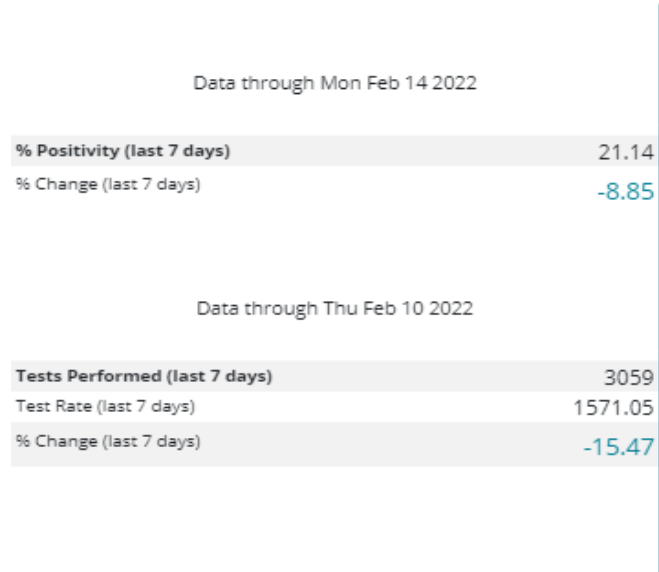 Data through Mon Feb 14 2022
% Positivity (last 7 days) 21.14
% Change (last 7 days) -8.85
Data through Thu Feb 10 2022
Tests Performed (last 7 days) 3059
Test Rate (last 7 days) 1571.05
% Change (last 7 days) -15.47